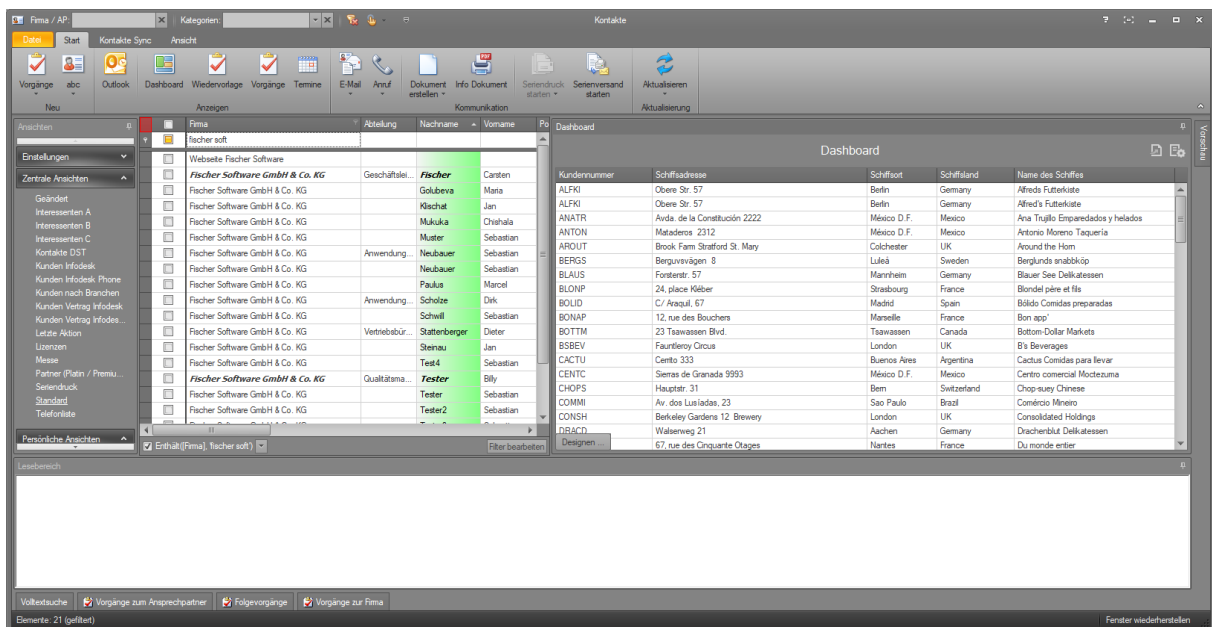 Firma / AP: Kategorien: Kontakte
Datei Start Kontakte Sync Ansicht
Vorgänge abc Outlook Dashboard Wiedervorlage Vorgänge Termine E-Mail Anruf Dokument erstellen Info Dokument Seriendruck starten Serienversand starten Aktualisieren
Neu Anzeigen Kommunikation Aktualisierung
Ansichten
Einstellungen
Zentrale Ansichten
Geändert
Interessenten A
Interessenten B
Interessenten C
Kontakte DST
Kunden Infodesk
Kunden Infodesk Phone
Kunden nach Branchen
Kunden Vertrag Infodesk
Kunden Vertrag Infodes...
Letzte Aktion
Lizenzen
Messe
Partner (Platin / Premiu...
Seriendruck
Standard
Telefonliste
Persönliche Ansichten
Firma Abteilung Nachname Vorname Po
fischer soft
Webseite Fischer Software
Fischer Software GmbH & Co. KG Geschäftslei... Fischer Carsten
Fischer Software GmbH & Co. KG Golubeva Maria
Fischer Software GmbH & Co. KG Klischat Jan
Fischer Software GmbH & Co. KG Mukuka Chishala
Fischer Software GmbH & Co. KG Muster Sebastian
Fischer Software GmbH & Co. KG Anwendung... Neubauer Sebastian
Fischer Software GmbH & Co. KG Neubauer Sebastian
Fischer Software GmbH & Co. KG Paulus Marcel
Fischer Software GmbH & Co. KG Anwendung... Scholze Dirk
Fischer Software GmbH & Co. KG Schwill Sebastian
Fischer Software GmbH & Co. KG Vertriebsbür... Stattenberger Dieter
Fischer Software GmbH & Co. KG Steinau Jan
Fischer Software GmbH & Co. KG Test4 Sebastian
Fischer Software GmbH & Co. KG Qualitätsma... Tester Billy
Fischer Software GmbH & Co. KG Tester Sebastian
Fischer Software GmbH & Co. KG Tester2 Sebastian
Enthält([Firma], 'fischer soft') Filter bearbeiten
Dashboard
Dashboard
Kundennummer Schiffsadresse Schiffsort Schiffsland Name des Schiffes
ALFKI Obere Str. 57 Berlin Germany Alfreds Futterkiste
ALFKI Obere Str. 57 Berlin Germany Alfred's Futterkiste
ANATR Avda. de la Constitución 2222 México D.F. Mexico Ana Trujillo Emparedados y helados
ANTON Mataderos 2312 México D.F. Mexico Antonio Moreno Taquería
AROUT Brook Farm Stratford St. Mary Colchester UK Around the Horn
BERGS Berguvsvägen 8 Luleå Sweden Berglunds snabbköp
BLAUS Forsterstr. 57 Mannheim Germany Blauer See Delikatessen
BLONP 24, place Kléber Strasbourg France Blondel père et fils
BOLID C/ Araquil, 67 Madrid Spain Bólido Comidas preparadas
BONAP 12, rue des Bouchers Marseille France Bon app'
BOTTM 23 Tsawassen Blvd. Tsawassen Canada Bottom-Dollar Markets
BSBEV Fauntleroy Circus London UK B's Beverages
CACTU Cerrito 333 Buenos Aires Argentina Cactus Comidas para llevar
CENTC Sierras de Granada 9993 México D.F. Mexico Centro comercial Moctezuma
CHOPS Hauptstr. 31 Bern Switzerland Chop-suey Chinese
COMMI Av. dos Lusíadas, 23 Sao Paulo Brazil Comércio Mineiro
CONSH Berkeley Gardens 12 Brewery London UK Consolidated Holdings
DRACD Walserweg 21 Aachen Germany Drachenblut Delikatessen
Designen ... 67, rue des Cinquante Otages Nantes France Du monde entier
Vorschau
Lesebereich
Volltextsuche Vorgänge zum Ansprechpartner Folgevorgänge Vorgänge zur Firma
Elemente: 21 (gefiltert) Fenster wiederherstellen